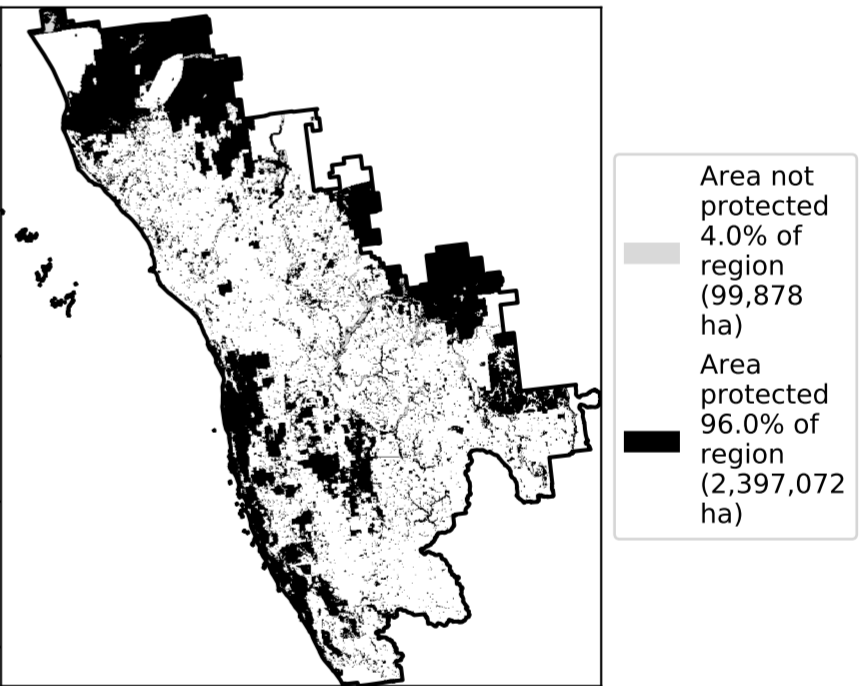 Area not
protected
4.0% of
region
(99,878
ha)
Area
protected
96.0% of
region
(2,397,072
ha)